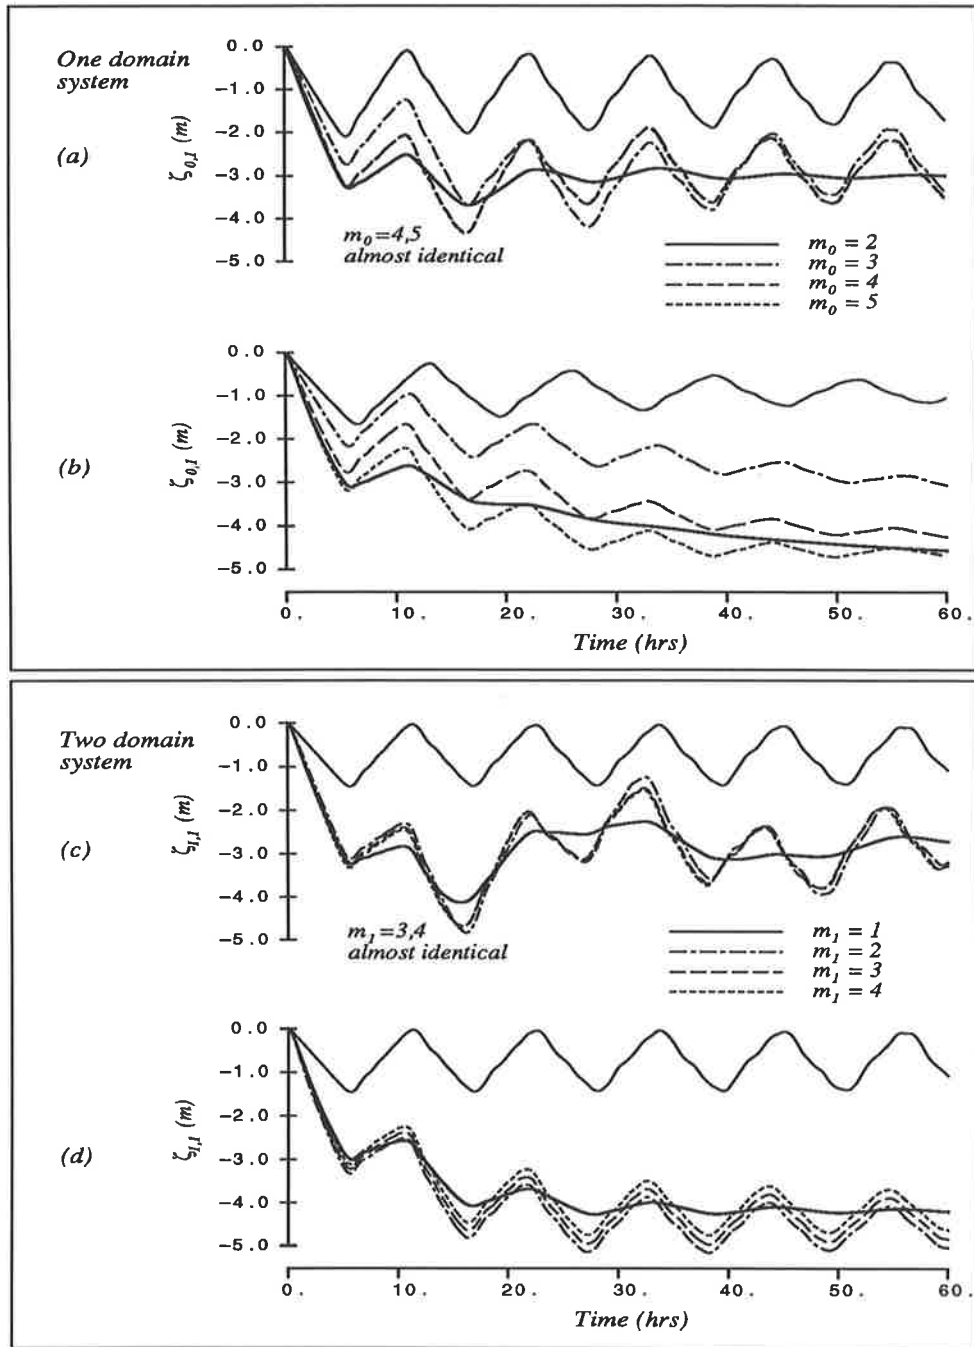 One domain
system
(a)
ζ0,1 (m)
0.0
-1.0
-2.0
-3.0
-4.0
-5.0
m0=4,5
almost identical
m0 = 2
m0 = 3
m0 = 4
m0 = 5
(b)
ζ0,1 (m)
0.0
-1.0
-2.0
-3.0
-4.0
-5.0
0. 10. 20. 30. 40. 50. 60.
Time (hrs)
Two domain
system
(c)
ζ1,1 (m)
0.0
-1.0
-2.0
-3.0
-4.0
-5.0
m1=3,4
almost identical
m1 = 1
m1 = 2
m1 = 3
m1 = 4
(d)
ζ1,1 (m)
0.0
-1.0
-2.0
-3.0
-4.0
-5.0
0. 10. 20. 30. 40. 50. 60.
Time (hrs)